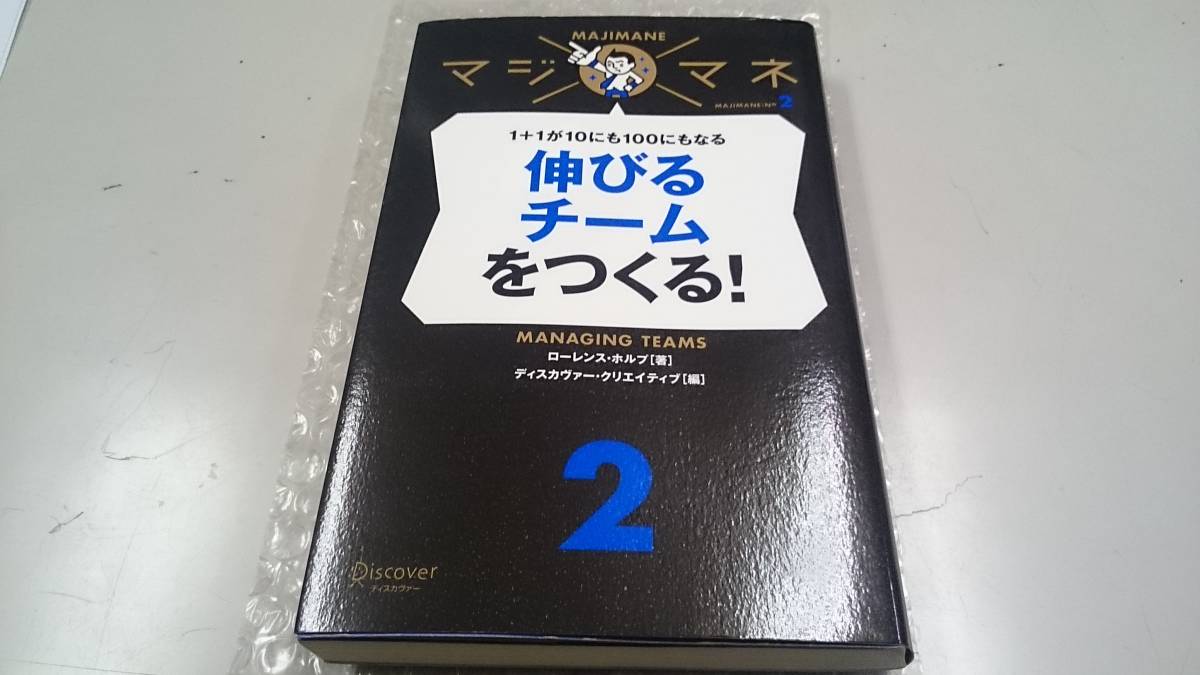 MAJIMANE
マジ マネ
MAJIMANE:Nº 2
1+1が10にも100にもなる
伸びる
チーム
をつくる!
MANAGING TEAMS
ローレンス・ホルプ[著]
ディスカヴァー・クリエイティブ[編]
2
Discover
ディスカヴァー